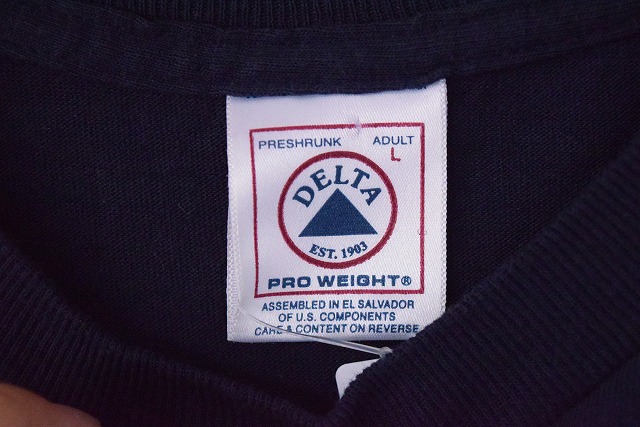 PRESHRUNK ADULT
L
DELTA
EST. 1903
PRO WEIGHT®
ASSEMBLED IN EL SALVADOR
OF U.S. COMPONENTS
CARE & CONTENT ON REVERSE